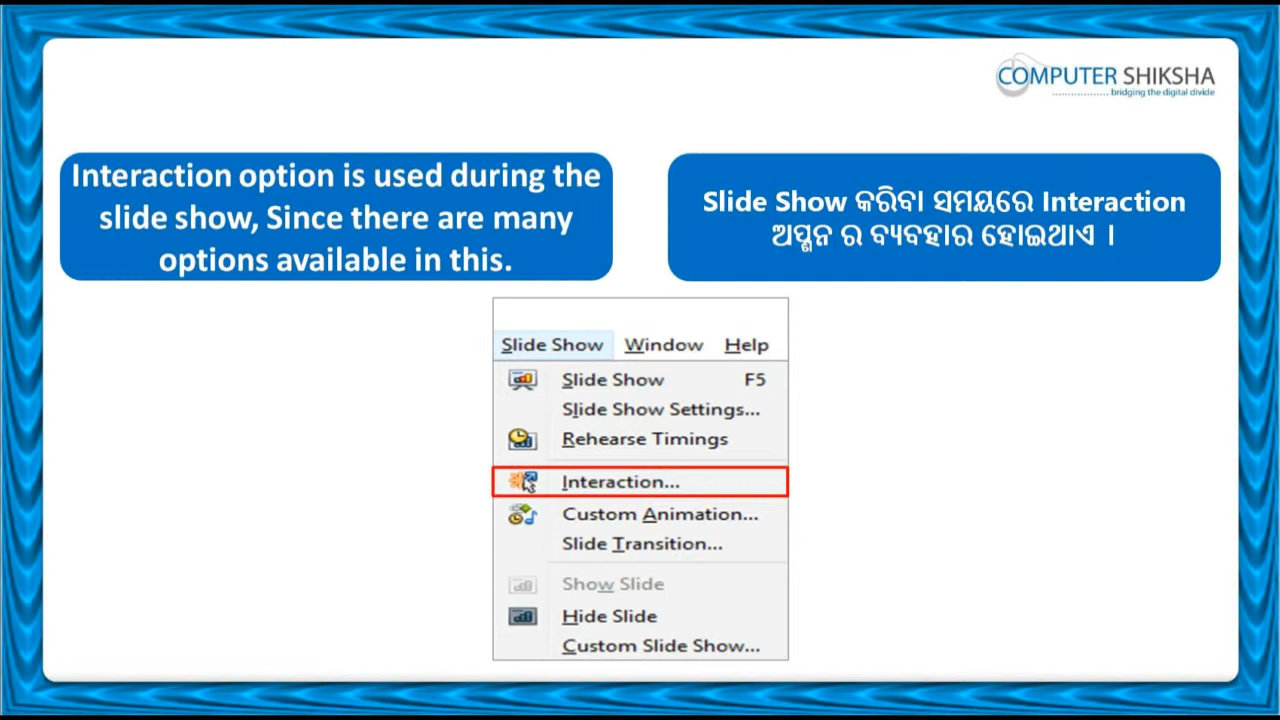 COMPUTER SHIKSHA
.................. bridging the digital divide
Interaction option is used during the
slide show, Since there are many
options available in this.
Slide Show କରିବା ସମୟରେ Interaction
ଅପ୍ଶନ ର ବ୍ୟବହାର ହୋଇଥାଏ ।
Slide Show Window Help
Slide Show F5
Slide Show Settings...
Rehearse Timings
Interaction...
Custom Animation...
Slide Transition...
Show Slide
Hide Slide
Custom Slide Show...